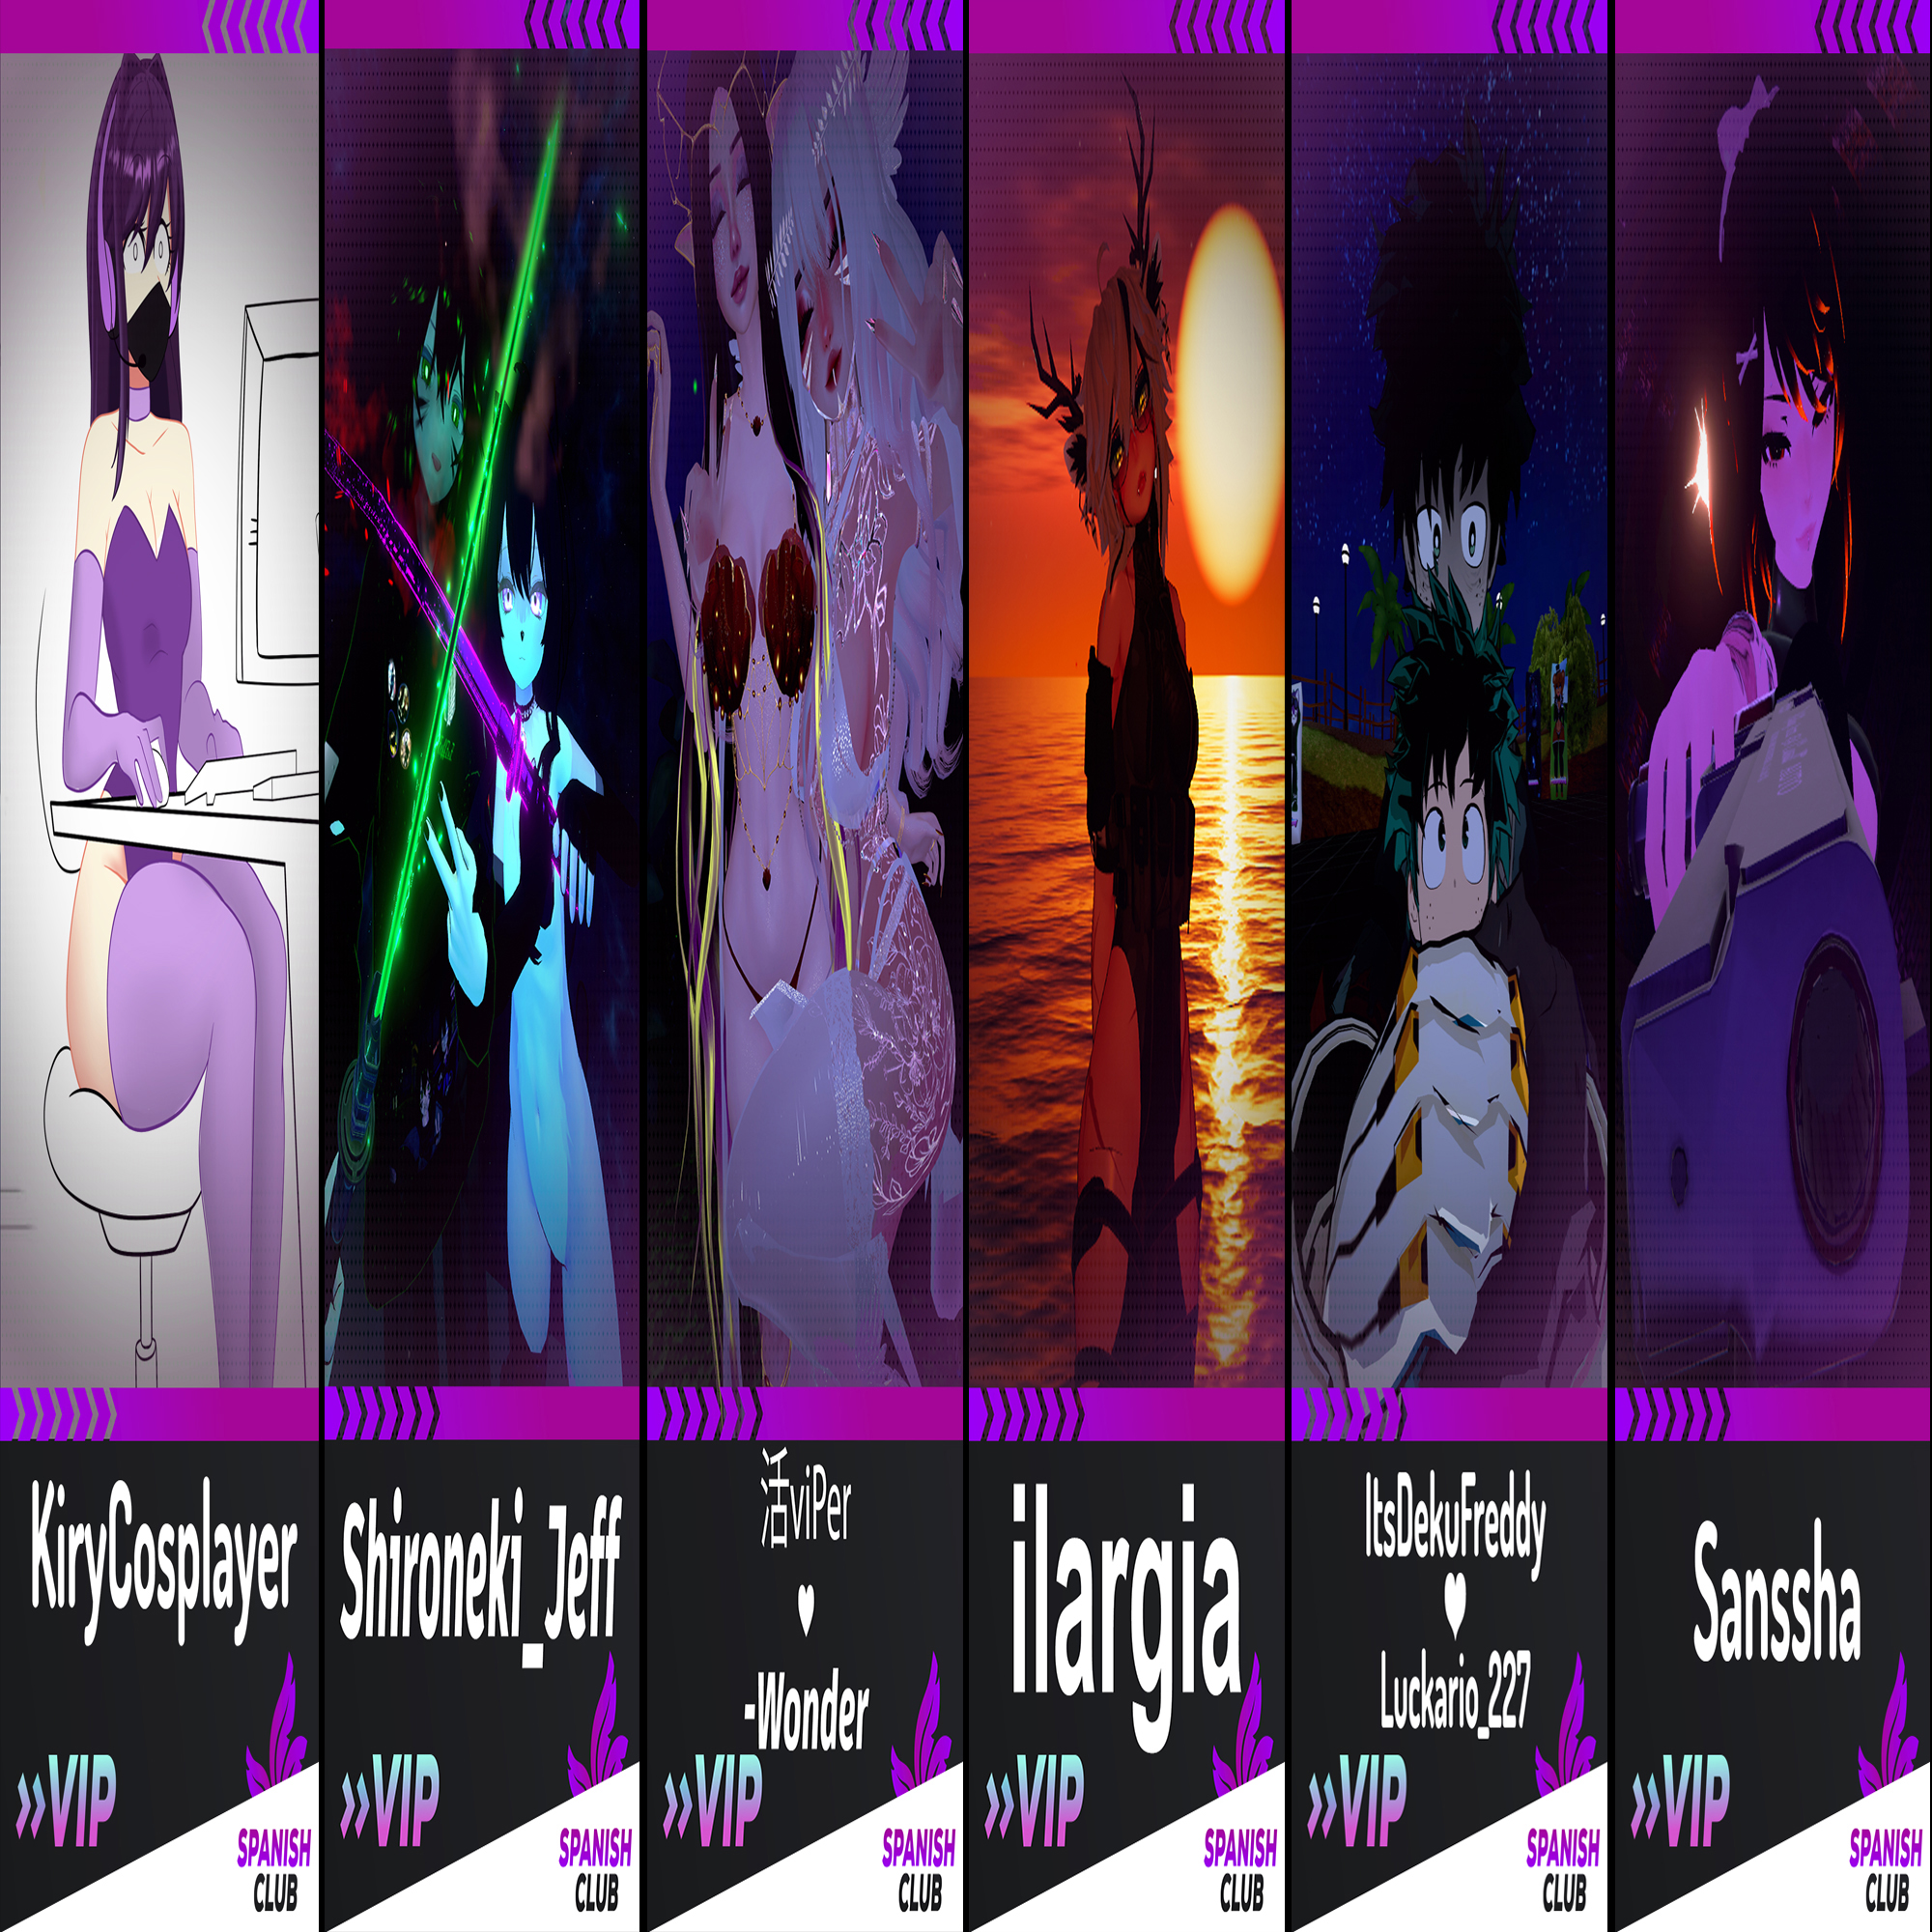 KiryCosplayer
»VIP
SPANISH
CLUB
Shironeki_Jeff
»VIP
SPANISH
CLUB
活viPer
♥
-Wonder
»VIP
SPANISH
CLUB
ilargia
»VIP
SPANISH
CLUB
ItsDekuFreddy
♥
Luckario_227
»VIP
SPANISH
CLUB
Sanssha
»VIP
SPANISH
CLUB